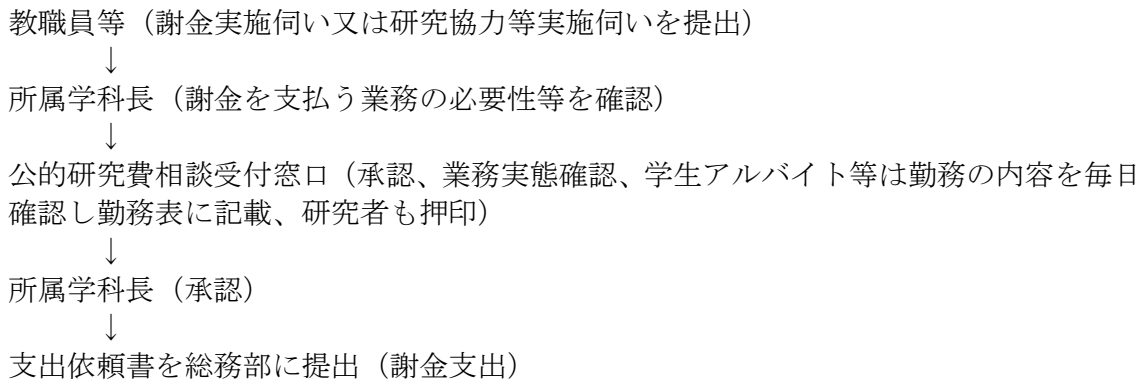 教職員等（謝金実施伺い又は研究協力等実施伺いを提出）
↓
所属学科長（謝金を支払う業務の必要性等を確認）
↓
公的研究費相談受付窓口（承認、業務実態確認、学生アルバイト等は勤務の内容を毎日
確認し勤務表に記載、研究者も押印）
↓
所属学科長（承認）
↓
支出依頼書を総務部に提出（謝金支出）